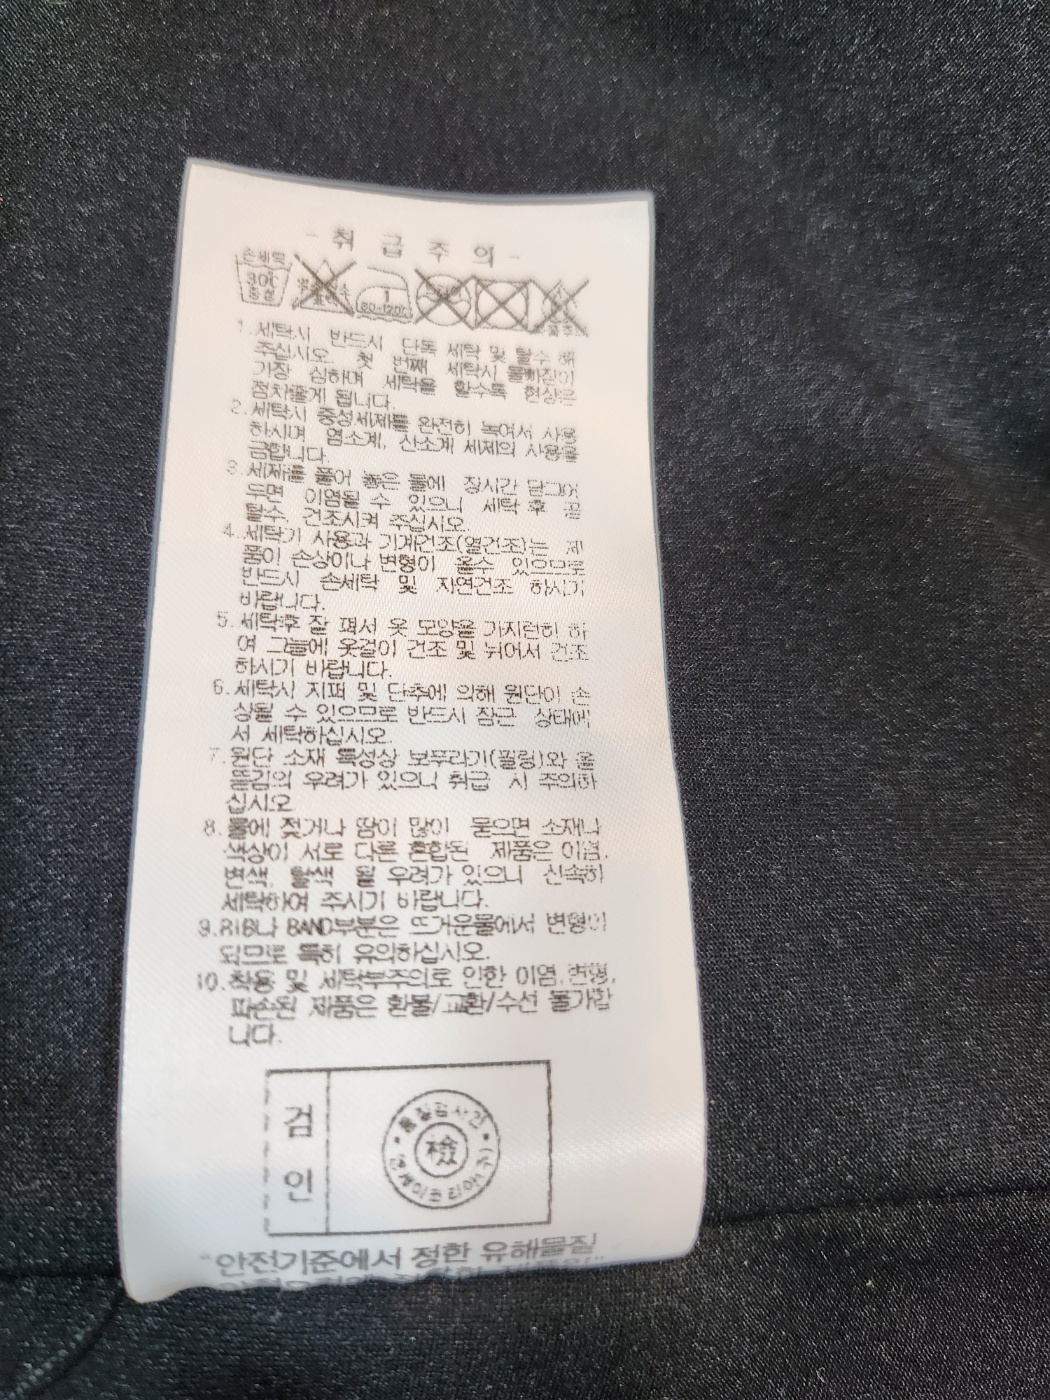 - 취 급 주 의 -
손세탁
30℃
중성
1
80-120℃
1. 세탁시 반드시 단독 세탁 및 탈수 해
주십시오. 첫 번째 세탁시 물빠짐이
가장 심하며 세탁을 할수록 현상은
점차줄게 됩니다.
2. 세탁시 중성세제를 완전히 녹여서 사용
하시며 염소계, 산소계 세제의 사용을
금합니다.
3. 세제를 풀어 놓은 물에 장시간 담그어
두면 이염될 수 있으니 세탁 후 꼭
탈수, 건조시켜 주십시오.
4. 세탁기 사용과 기계건조(열건조)는 제
품이 손상이나 변형이 올수 있으므로
반드시 손세탁 및 자연건조 하시기
바랍니다.
5. 세탁후 잘 펴서 옷 모양을 가지런히 하
여 그늘에 옷걸이 건조 및 뉘어서 건조
하시기 바랍니다.
6. 세탁시 지퍼 및 단추에 의해 원단이 손
상될 수 있으므로 반드시 잠근 상태에
서 세탁하십시오.
7. 원단 소재 특성상 보푸라기(필링)와 올
뜯김의 우려가 있으니 취급 시 주의하
십시오
8. 물에 젖거나 땀이 많이 묻으면 소재나
색상이 서로 다른 혼합된 제품은 이염,
변색, 탈색 될 우려가 있으니 신속히
세탁하여 주시기 바랍니다.
9. RIB나 BAND부분은 뜨거운물에서 변형이
되므로 특히 유의하십시오.
10. 착용 및 세탁부주의로 인한 이염, 변형,
파손된 제품은 환불/교환/수선 불가합
니다.
검
인
품질검사인
檢
"안전기준에서 정한 유해물질